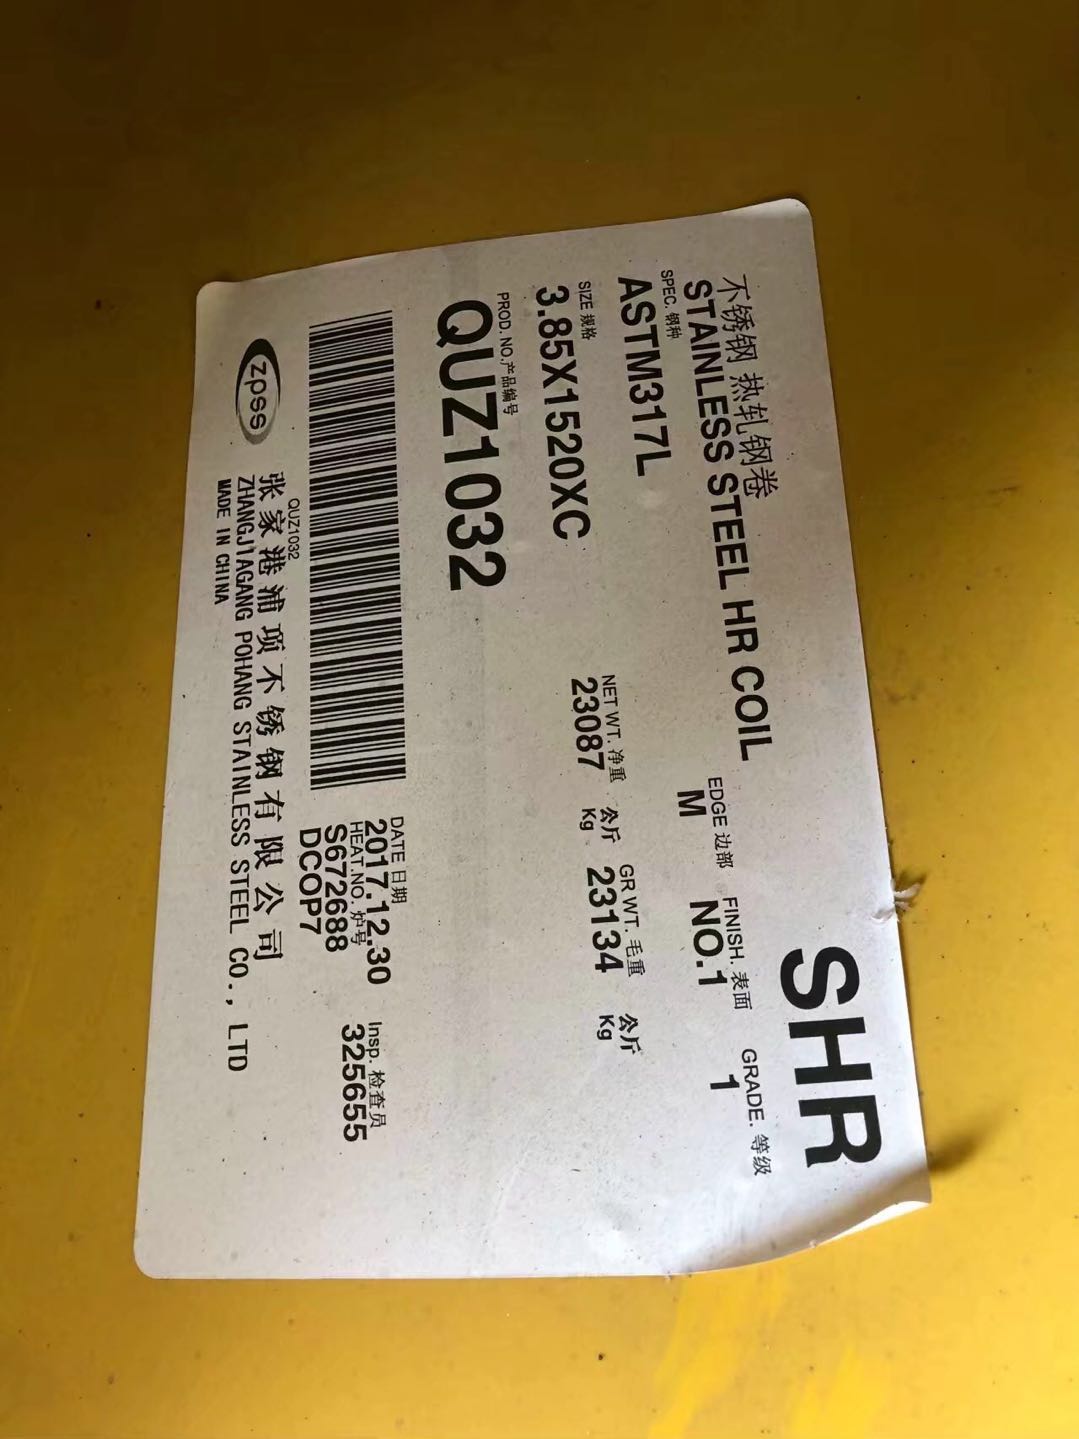 不锈钢 热轧钢卷
SHR
STAINLESS STEEL HR COIL
SPEC. 钢种
EDGE 边部
FINISH. 表面
GRADE. 等级
ASTM317L
M
NO.1
1
SIZE 规格
NET WT. 净重
公斤
GR WT. 毛重
公斤
3.85X1520XC
23087
Kg
23134
Kg
PROD. NO.产品编号
QUZ1032
DATE 日期
Insp. 检查员
2017.12.30
325655
HEAT.NO. 炉号
S672688
DCOP7
QUZ1032
zpss
张家港浦项不锈钢有限公司
ZHANGJIAGANG POHANG STAINLESS STEEL CO., LTD
MADE IN CHINA